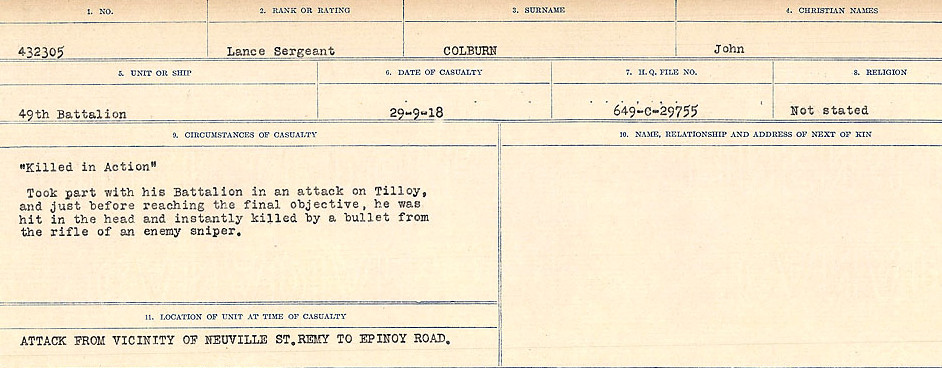 1. NO. 2. RANK OR RATING 3. SURNAME 4. CHRISTIAN NAMES
432305 Lance Sergeant COLBURN John
5. UNIT OR SHIP 6. DATE OF CASUALTY 7. H.Q. FILE NO. 8. RELIGION
49th Battalion 29-9-18 649-C-29755 Not stated
9. CIRCUMSTANCES OF CASUALTY 10. NAME, RELATIONSHIP AND ADDRESS OF NEXT OF KIN
"Killed in Action"
Took part with his Battalion in an attack on Tilloy,
and just before reaching the final objective, he was
hit in the head and instantly killed by a bullet from
the rifle of an enemy sniper.
11. LOCATION OF UNIT AT TIME OF CASUALTY
ATTACK FROM VICINITY OF NEUVILLE ST.REMY TO EPINOY ROAD.